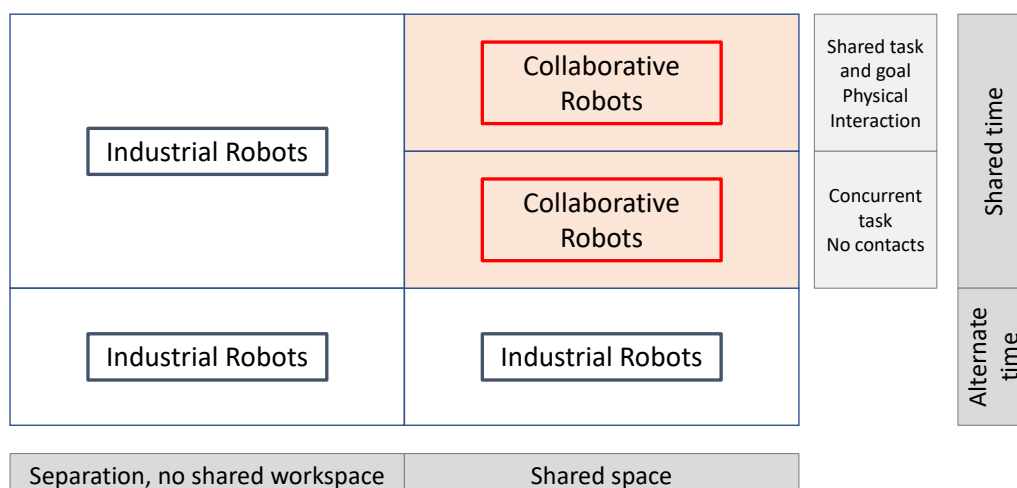 Collaborative
Robots
Shared task
and goal
Physical
Interaction
Shared time
Industrial Robots
Collaborative
Robots
Concurrent
task
No contacts
Industrial Robots
Industrial Robots
Alternate
time
Separation, no shared workspace
Shared space